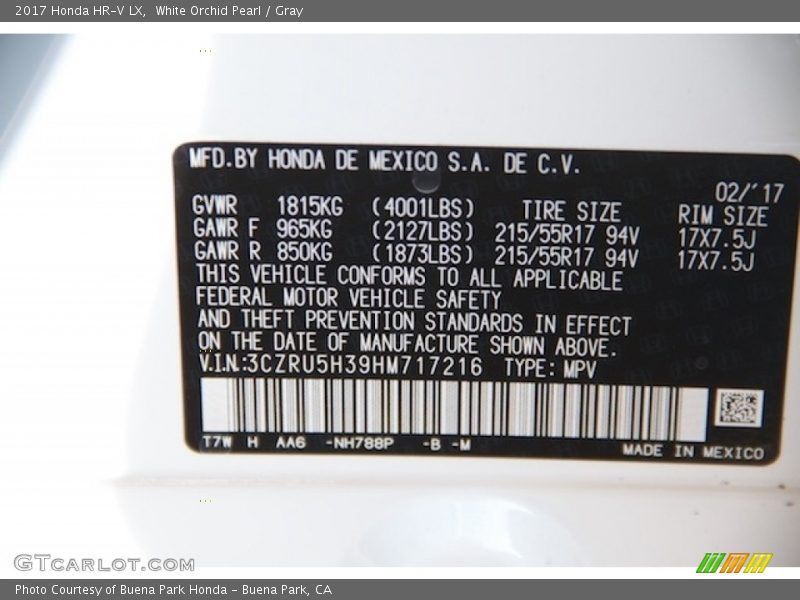 2017 Honda HR-V LX,  White Orchid Pearl / Gray
MFD.BY HONDA DE MEXICO S.A. DE C.V.
02/'17
GVWR 1815KG (4001LBS) TIRE SIZE RIM SIZE
GAWR F 965KG (2127LBS) 215/55R17 94V 17X7.5J
GAWR R 850KG (1873LBS) 215/55R17 94V 17X7.5J
THIS VEHICLE CONFORMS TO ALL APPLICABLE
FEDERAL MOTOR VEHICLE SAFETY
AND THEFT PREVENTION STANDARDS IN EFFECT
ON THE DATE OF MANUFACTURE SHOWN ABOVE.
V.I.N:3CZRU5H39HM717216 TYPE: MPV
T7W H AA6 -NH788P -B -M
MADE IN MEXICO
GTCARLOT.COM
Photo Courtesy of Buena Park Honda - Buena Park, CA